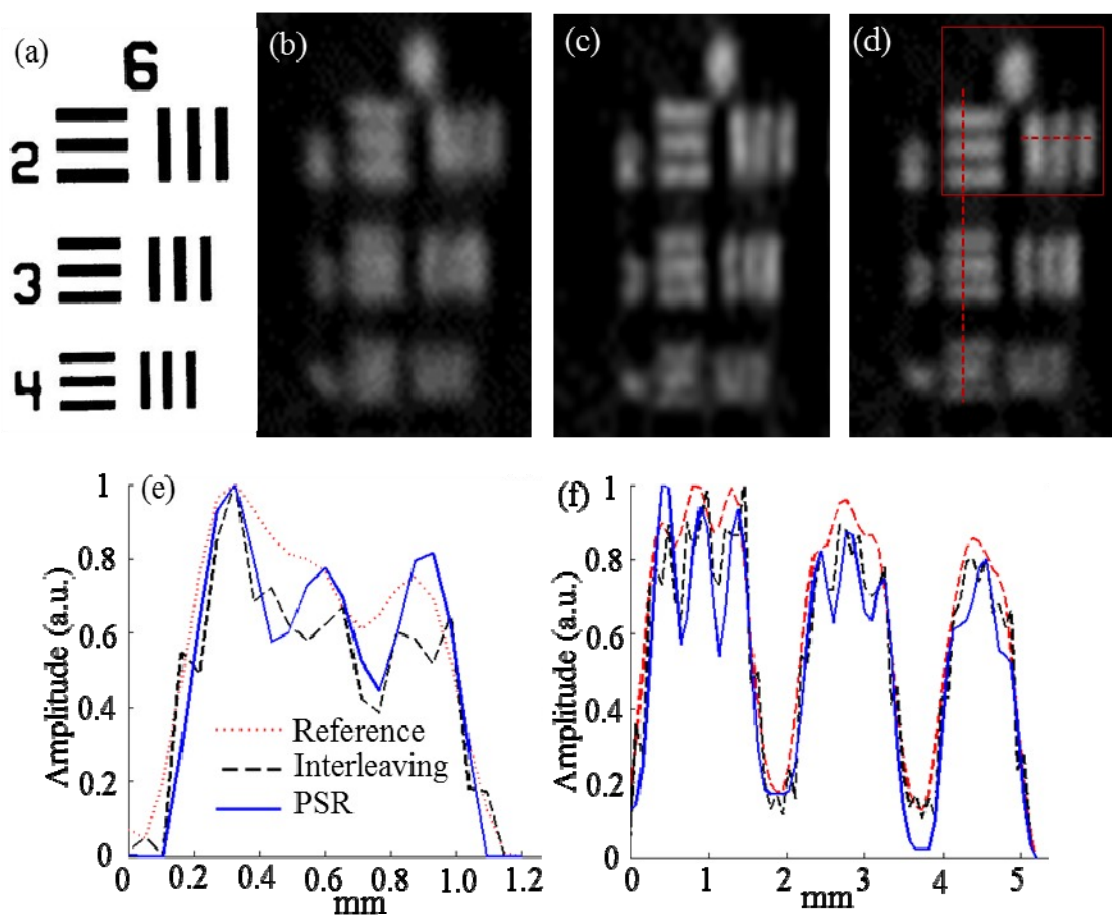 (a)
6
2
3
4
(b)
(c)
(d)
(e)
1
0.8
0.6
0.4
0.2
0
Amplitude (a.u.)
Reference
Interleaving
PSR
0 0.2 0.4 0.6 0.8 1.0 1.2
mm
(f)
1
0.8
0.6
0.4
0.2
0
Amplitude (a.u.)
0 1 2 3 4 5
mm